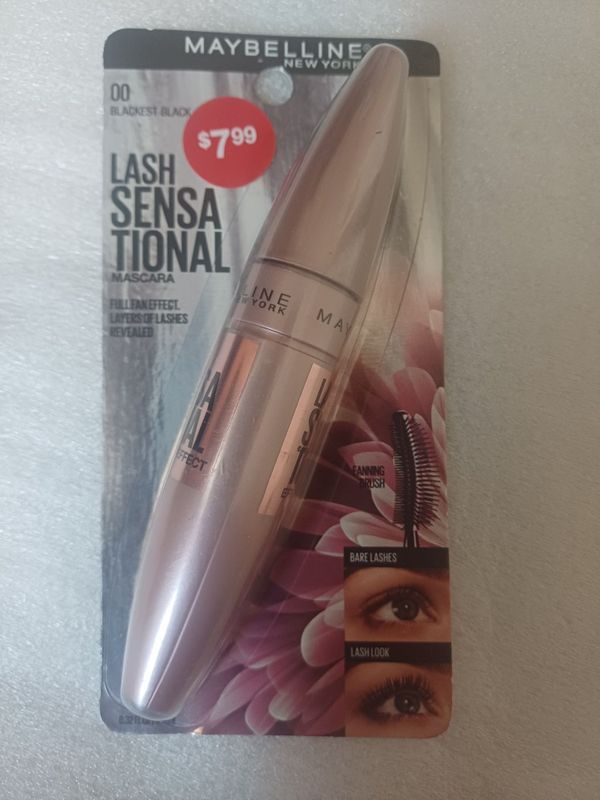 MAYBELLINE®
NEW YORK
00
BLACKEST BLACK
$7.99
LASH
SENSA
TIONAL
MASCARA
FULL FAN EFFECT.
LAYERS OF LASHES
REVEALED
LINE
NEW YORK
MAY
EFFECT
FANNING
BRUSH
BARE LASHES
LASH LOOK